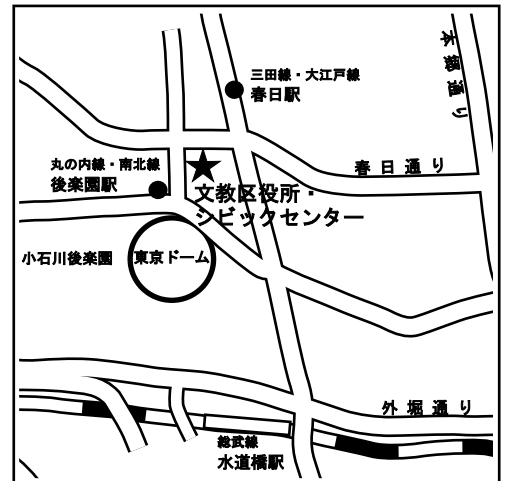 本郷通り
三田線・大江戸線
春日駅
丸の内線・南北線
後楽園駅
春日通り
文教区役所・
シビックセンター
小石川後楽園
東京ドーム
外堀通り
総武線
水道橋駅